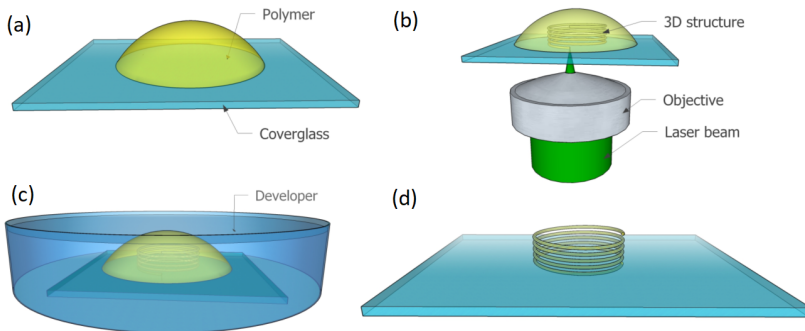 (a)
Polymer
Coverglass
(b)
3D structure
Objective
Laser beam
(c)
Developer
(d)